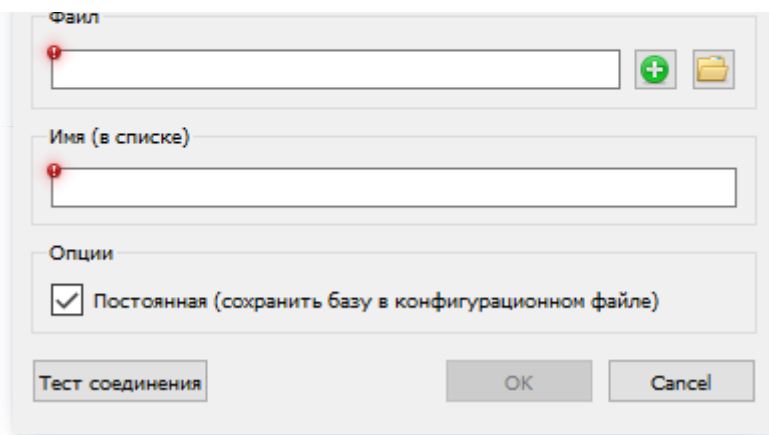 Файл
Имя (в списке)
Опции
Постоянная (сохранить базу в конфигурационном файле)
Тест соединения
OK
Cancel